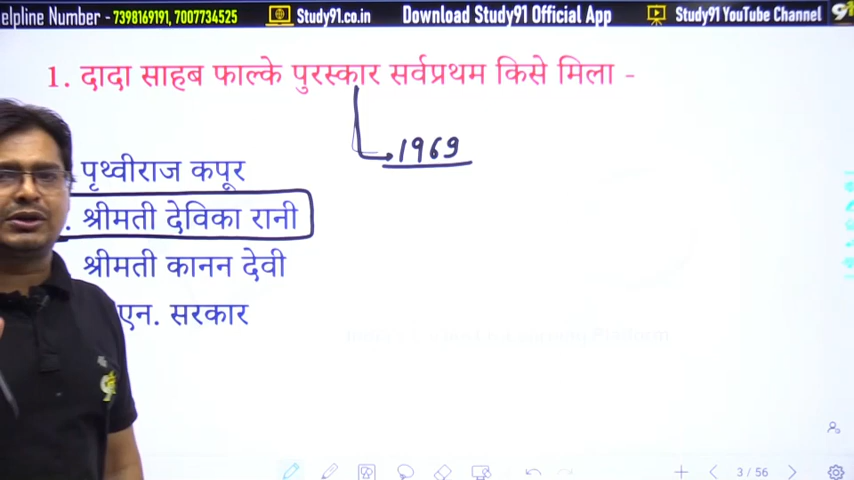 elpline Number - 7398169191, 7007734525 Study91.co.in Download Study91 Official App Study91 YouTube Channel 91
1. दादा साहब फाल्के पुरस्कार सर्वप्रथम किसे मिला -
1969
पृथ्वीराज कपूर
. श्रीमती देविका रानी
श्रीमती कानन देवी
एन. सरकार
3 / 56